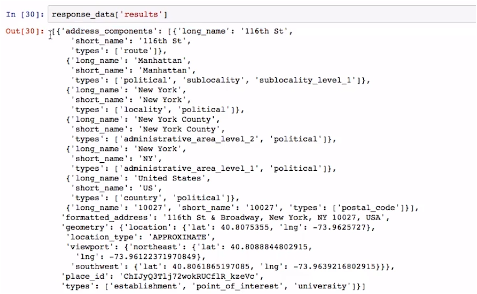 In [30]: response_data['results']
Out[30]: [{'address_components': [{'long_name': '116th St',
'short_name': '116th St',
'types': ['route']},
{'long_name': 'Manhattan',
'short_name': 'Manhattan',
'types': ['political', 'sublocality', 'sublocality_level_1']},
{'long_name': 'New York',
'short_name': 'New York',
'types': ['locality', 'political']},
{'long_name': 'New York County',
'short_name': 'New York County',
'types': ['administrative_area_level_2', 'political']},
{'long_name': 'New York',
'short_name': 'NY',
'types': ['administrative_area_level_1', 'political']},
{'long_name': 'United States',
'short_name': 'US',
'types': ['country', 'political']},
{'long_name': '10027', 'short_name': '10027', 'types': ['postal_code']}],
'formatted_address': '116th St & Broadway, New York, NY 10027, USA',
'geometry': {'location': {'lat': 40.8075355, 'lng': -73.9625727},
'location_type': 'APPROXIMATE',
'viewport': {'northeast': {'lat': 40.8088844802915,
'lng': -73.96122371970849},
'southwest': {'lat': 40.8061865197085, 'lng': -73.9639216802915}}},
'place_id': 'ChIJyQ3Tlj72wokRUCflR_kzeVc',
'types': ['establishment', 'point_of_interest', 'university']}]